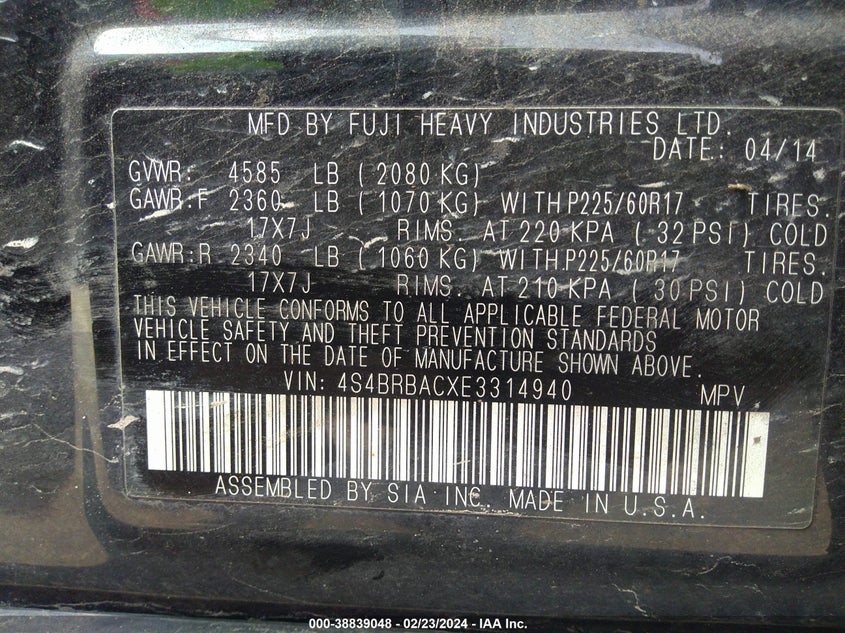 MFD BY FUJI HEAVY INDUSTRIES LTD.
DATE: 04/14
GVWR: 4585 LB ( 2080 KG)
GAWR:F 2360 LB ( 1070 KG) WITH P225/60R17 TIRES.
17X7J RIMS. AT 220 KPA ( 32 PSI) COLD
GAWR:R 2340 LB ( 1060 KG) WITH P225/60R17 TIRES.
17X7J RIMS. AT 210 KPA ( 30 PSI) COLD
THIS VEHICLE CONFORMS TO ALL APPLICABLE FEDERAL MOTOR
VEHICLE SAFETY AND THEFT PREVENTION STANDARDS
IN EFFECT ON THE DATE OF MANUFACTURE SHOWN ABOVE.
VIN: 4S4BRBACXE3314940 MPV
ASSEMBLED BY SIA INC. MADE IN U.S.A.
000-38839048 - 02/23/2024 - IAA Inc.